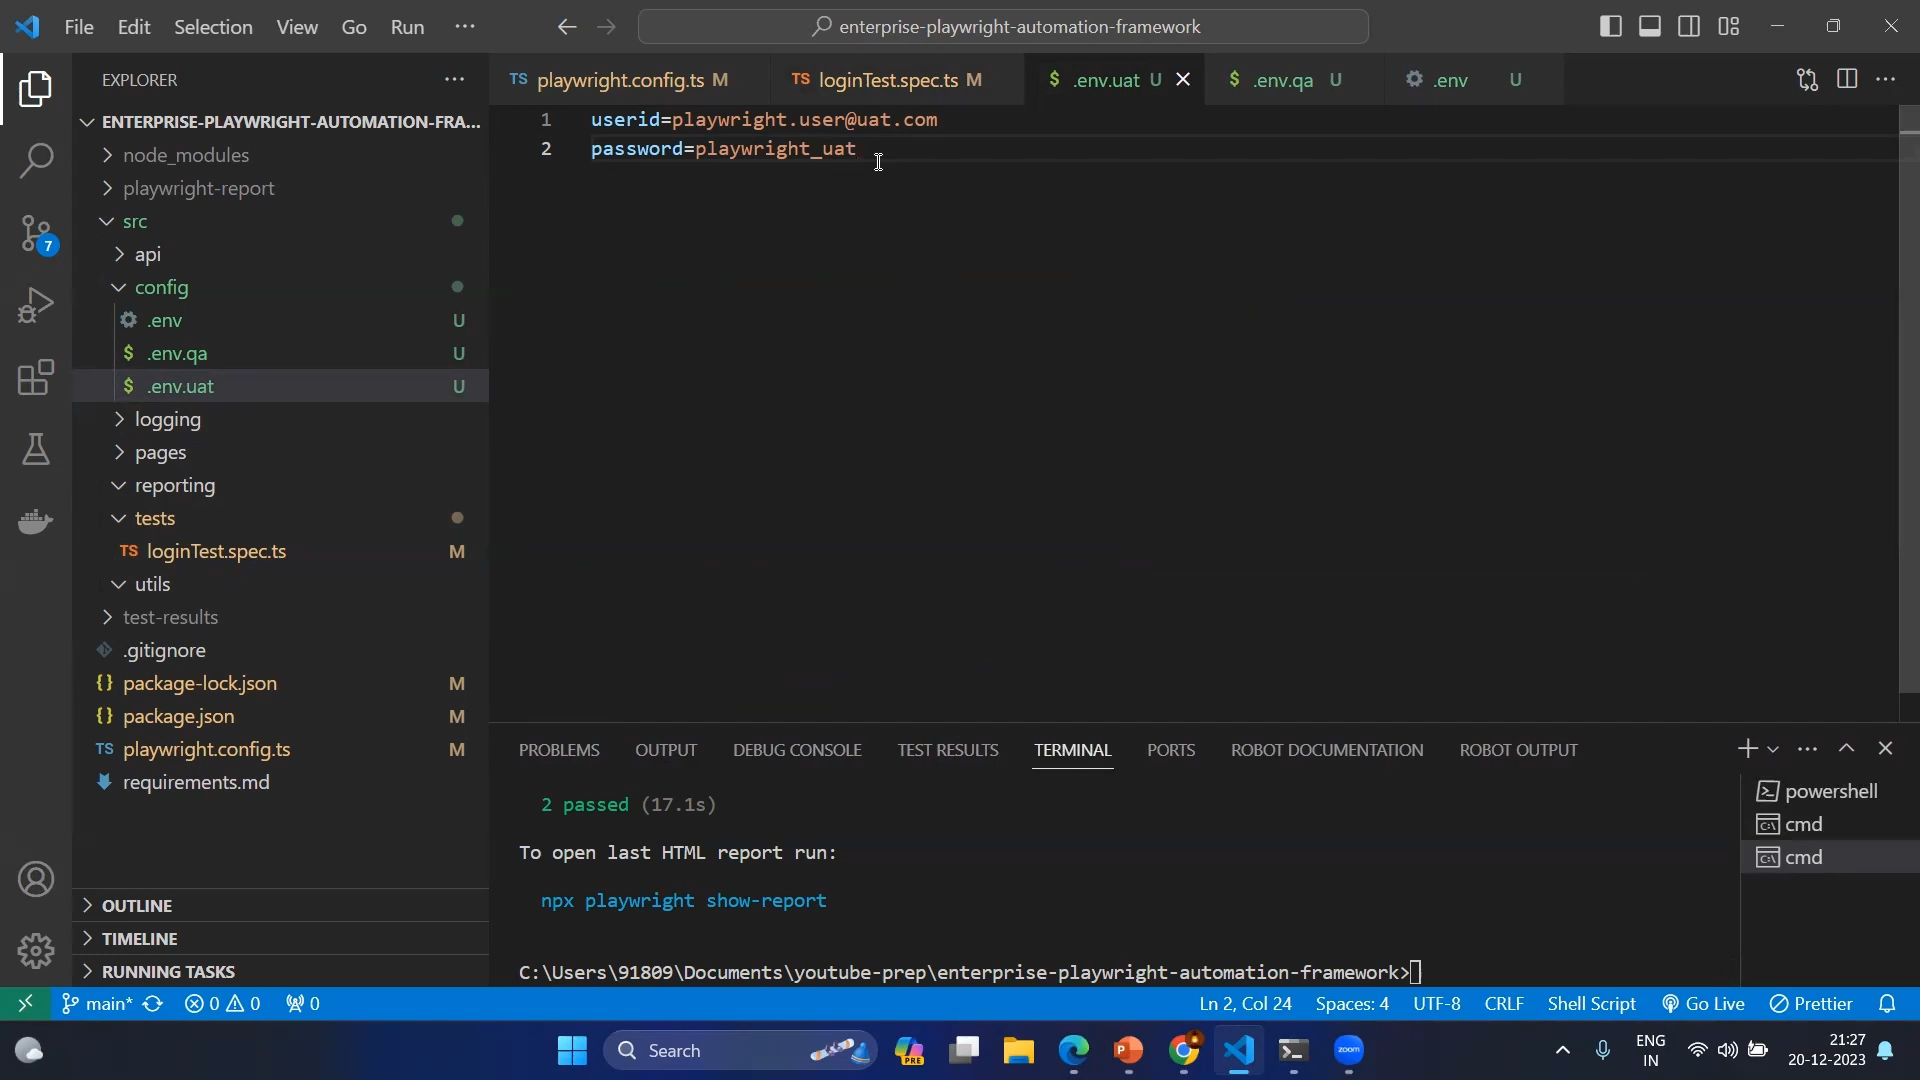 File Edit Selection View Go Run ···
enterprise-playwright-automation-framework
EXPLORER ···
TS playwright.config.ts M
TS loginTest.spec.ts M
$ .env.uat U
$ .env.qa U
.env U
ENTERPRISE-PLAYWRIGHT-AUTOMATION-FRA...
node_modules
playwright-report
src
api
config
.env U
$ .env.qa U
$ .env.uat U
logging
pages
reporting
tests
TS loginTest.spec.ts M
utils
test-results
.gitignore
{} package-lock.json M
{} package.json M
TS playwright.config.ts M
requirements.md
OUTLINE
TIMELINE
RUNNING TASKS
7
1 userid=playwright.user@uat.com
2 password=playwright_uat
PROBLEMS OUTPUT DEBUG CONSOLE TEST RESULTS TERMINAL PORTS ROBOT DOCUMENTATION ROBOT OUTPUT
2 passed (17.1s)
To open last HTML report run:
npx playwright show-report
C:\Users\91809\Documents\youtube-prep\enterprise-playwright-automation-framework>
powershell
cmd
cmd
main* 0 0 0
Ln 2, Col 24 Spaces: 4 UTF-8 CRLF Shell Script Go Live Prettier
Search
PRE
zoom
ENG
IN
21:27
20-12-2023